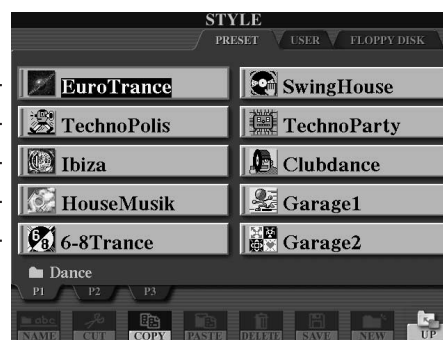 STYLE
PRESET USER FLOPPY DISK
EuroTrance SwingHouse
TechnoPolis TechnoParty
Ibiza Clubdance
HouseMusik Garage1
6-8Trance Garage2
Dance
P1 P2 P3
abc
NAME CUT COPY PASTE DELETE SAVE NEW UP